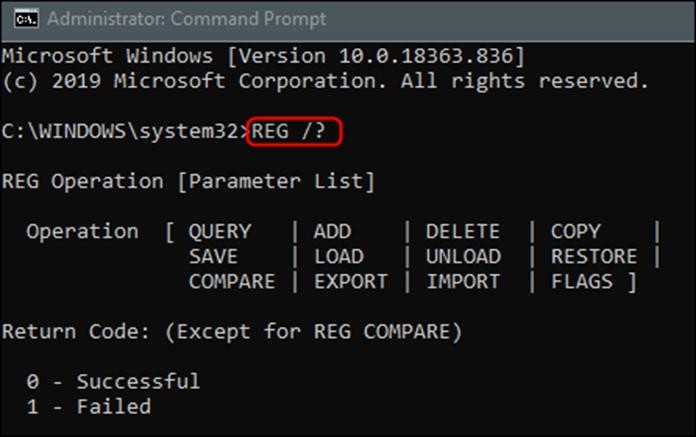 Administrator: Command Prompt
Microsoft Windows [Version 10.0.18363.836]
(c) 2019 Microsoft Corporation. All rights reserved.
C:\WINDOWS\system32>REG /?
REG Operation [Parameter List]
Operation [ QUERY | ADD | DELETE | COPY |
SAVE | LOAD | UNLOAD | RESTORE |
COMPARE | EXPORT | IMPORT | FLAGS ]
Return Code: (Except for REG COMPARE)
0 - Successful
1 - Failed